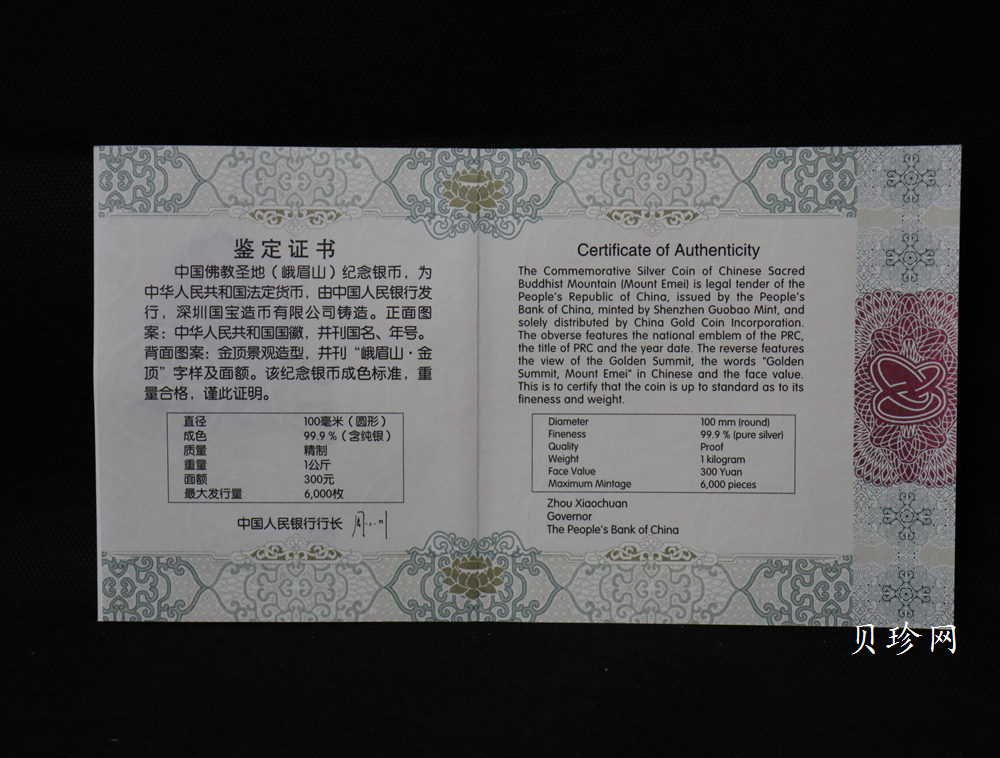 鉴定证书
中国佛教圣地（峨眉山）纪念银币，为
中华人民共和国法定货币，由中国人民银行发
行，深圳国宝造币有限公司铸造。正面图
案：中华人民共和国国徽，并刊国名、年号。
背面图案：金顶景观造型，并刊“峨眉山·金
顶”字样及面额。该纪念银币成色标准，重
量合格，谨此证明。
直径 100毫米（圆形）
成色 99.9％（含纯银）
质量 精制
重量 1公斤
面额 300元
最大发行量 6,000枚
中国人民银行行长 周小川
Certificate of Authenticity
The Commemorative Silver Coin of Chinese Sacred
Buddhist Mountain (Mount Emei) is legal tender of the
People's Republic of China, issued by the People's
Bank of China, minted by Shenzhen Guobao Mint, and
solely distributed by China Gold Coin Incorporation.
The obverse features the national emblem of the PRC,
the title of PRC and the year date. The reverse features
the view of the Golden Summit, the words "Golden
Summit, Mount Emei" in Chinese and the face value.
This is to certify that the coin is up to standard as to its
fineness and weight.
Diameter 100 mm (round)
Fineness 99.9 % (pure silver)
Quality Proof
Weight 1 kilogram
Face Value 300 Yuan
Maximum Mintage 6,000 pieces
Zhou Xiaochuan
Governor
The People's Bank of China
贝珍网